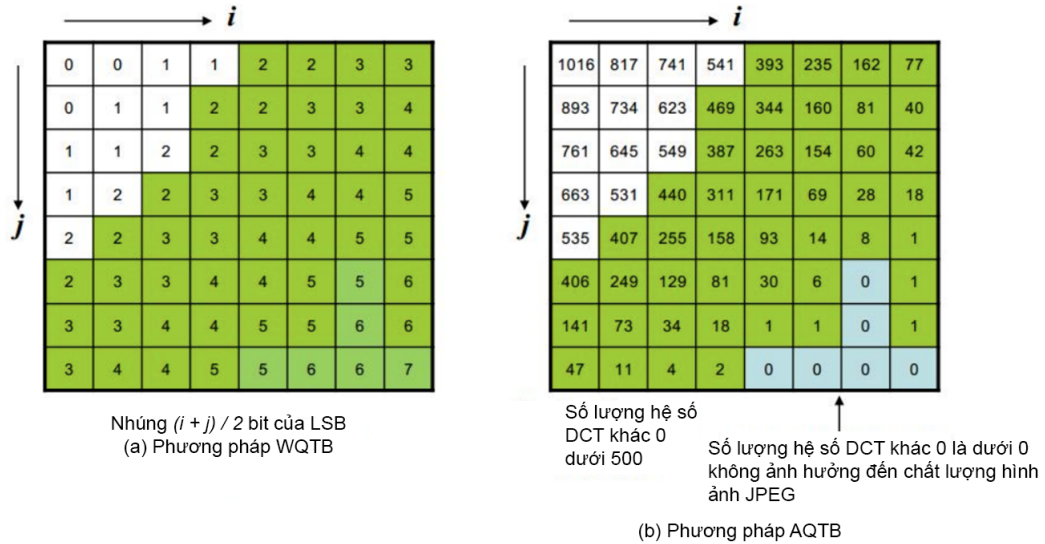 i
j
0 0 1 1 2 2 3 3
0 1 1 2 2 3 3 4
1 1 2 2 3 3 4 4
1 2 2 3 3 4 4 5
2 2 3 3 4 4 5 5
2 3 3 4 4 5 5 6
3 3 4 4 5 5 6 6
3 4 4 5 5 6 6 7
Nhúng (i + j) / 2 bit của LSB
(a) Phương pháp WQTB
i
j
1016 817 741 541 393 235 162 77
893 734 623 469 344 160 81 40
761 645 549 387 263 154 60 42
663 531 440 311 171 69 28 18
535 407 255 158 93 14 8 1
406 249 129 81 30 6 0 1
141 73 34 18 1 1 0 1
47 11 4 2 0 0 0 0
Số lượng hệ số
DCT khác 0
dưới 500
Số lượng hệ số DCT khác 0 là dưới 0
không ảnh hưởng đến chất lượng hình
ảnh JPEG
(b) Phương pháp AQTB